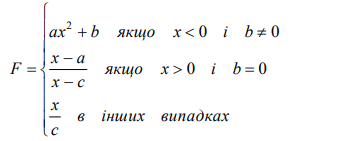 ax² + b якщо x < 0 і b ≠ 0
F = { (x − a) / (x − c) якщо x > 0 і b = 0
x / c в інших випадках